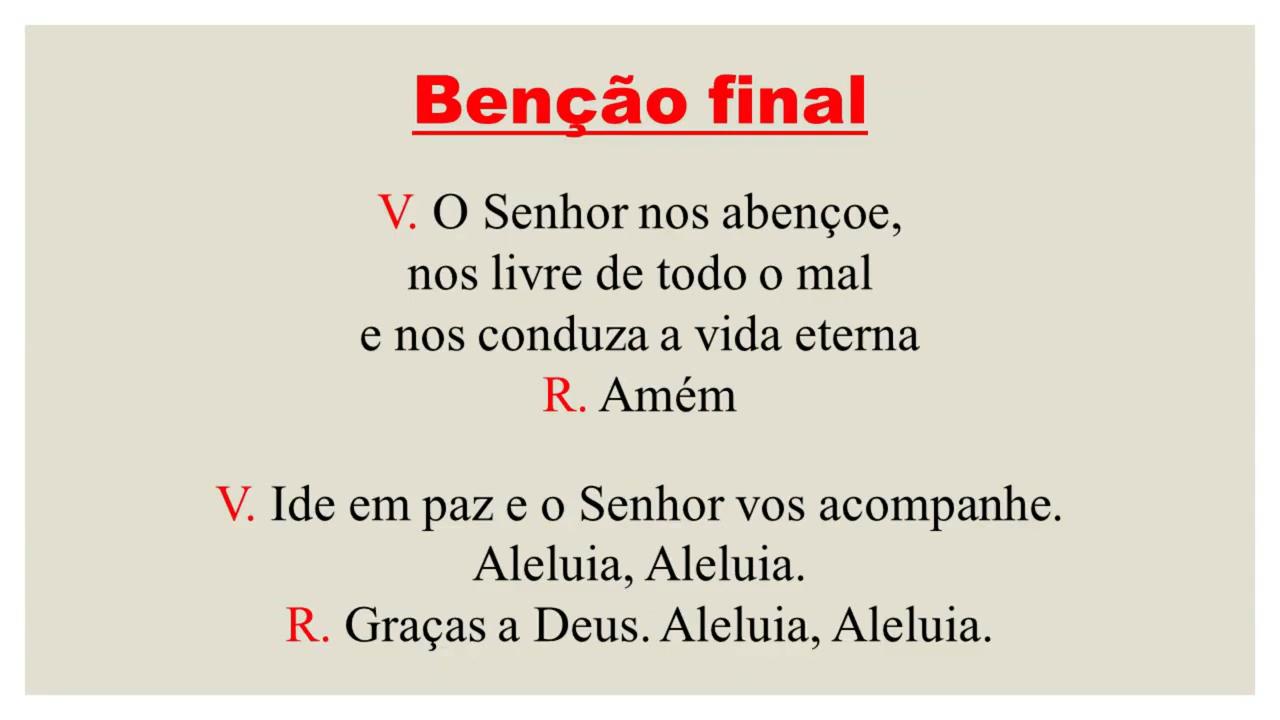 Benção final
V. O Senhor nos abençoe,
nos livre de todo o mal
e nos conduza a vida eterna
R. Amém
V. Ide em paz e o Senhor vos acompanhe.
Aleluia, Aleluia.
R. Graças a Deus. Aleluia, Aleluia.